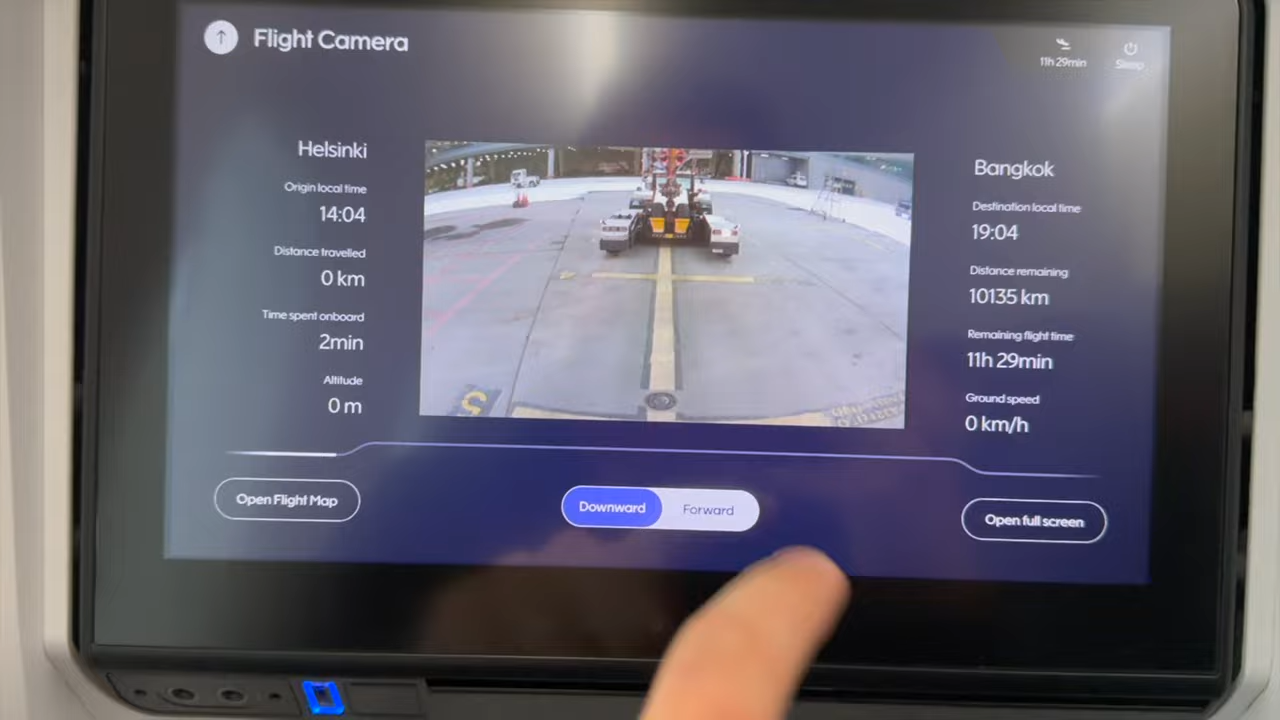 Flight Camera
11h 29min
Sleep
Helsinki
Origin local time
14:04
Distance travelled
0 km
Time spent onboard
2min
Altitude
0 m
5
Bangkok
Destination local time
19:04
Distance remaining
10135 km
Remaining flight time
11h 29min
Ground speed
0 km/h
Open Flight Map
Downward
Forward
Open full screen